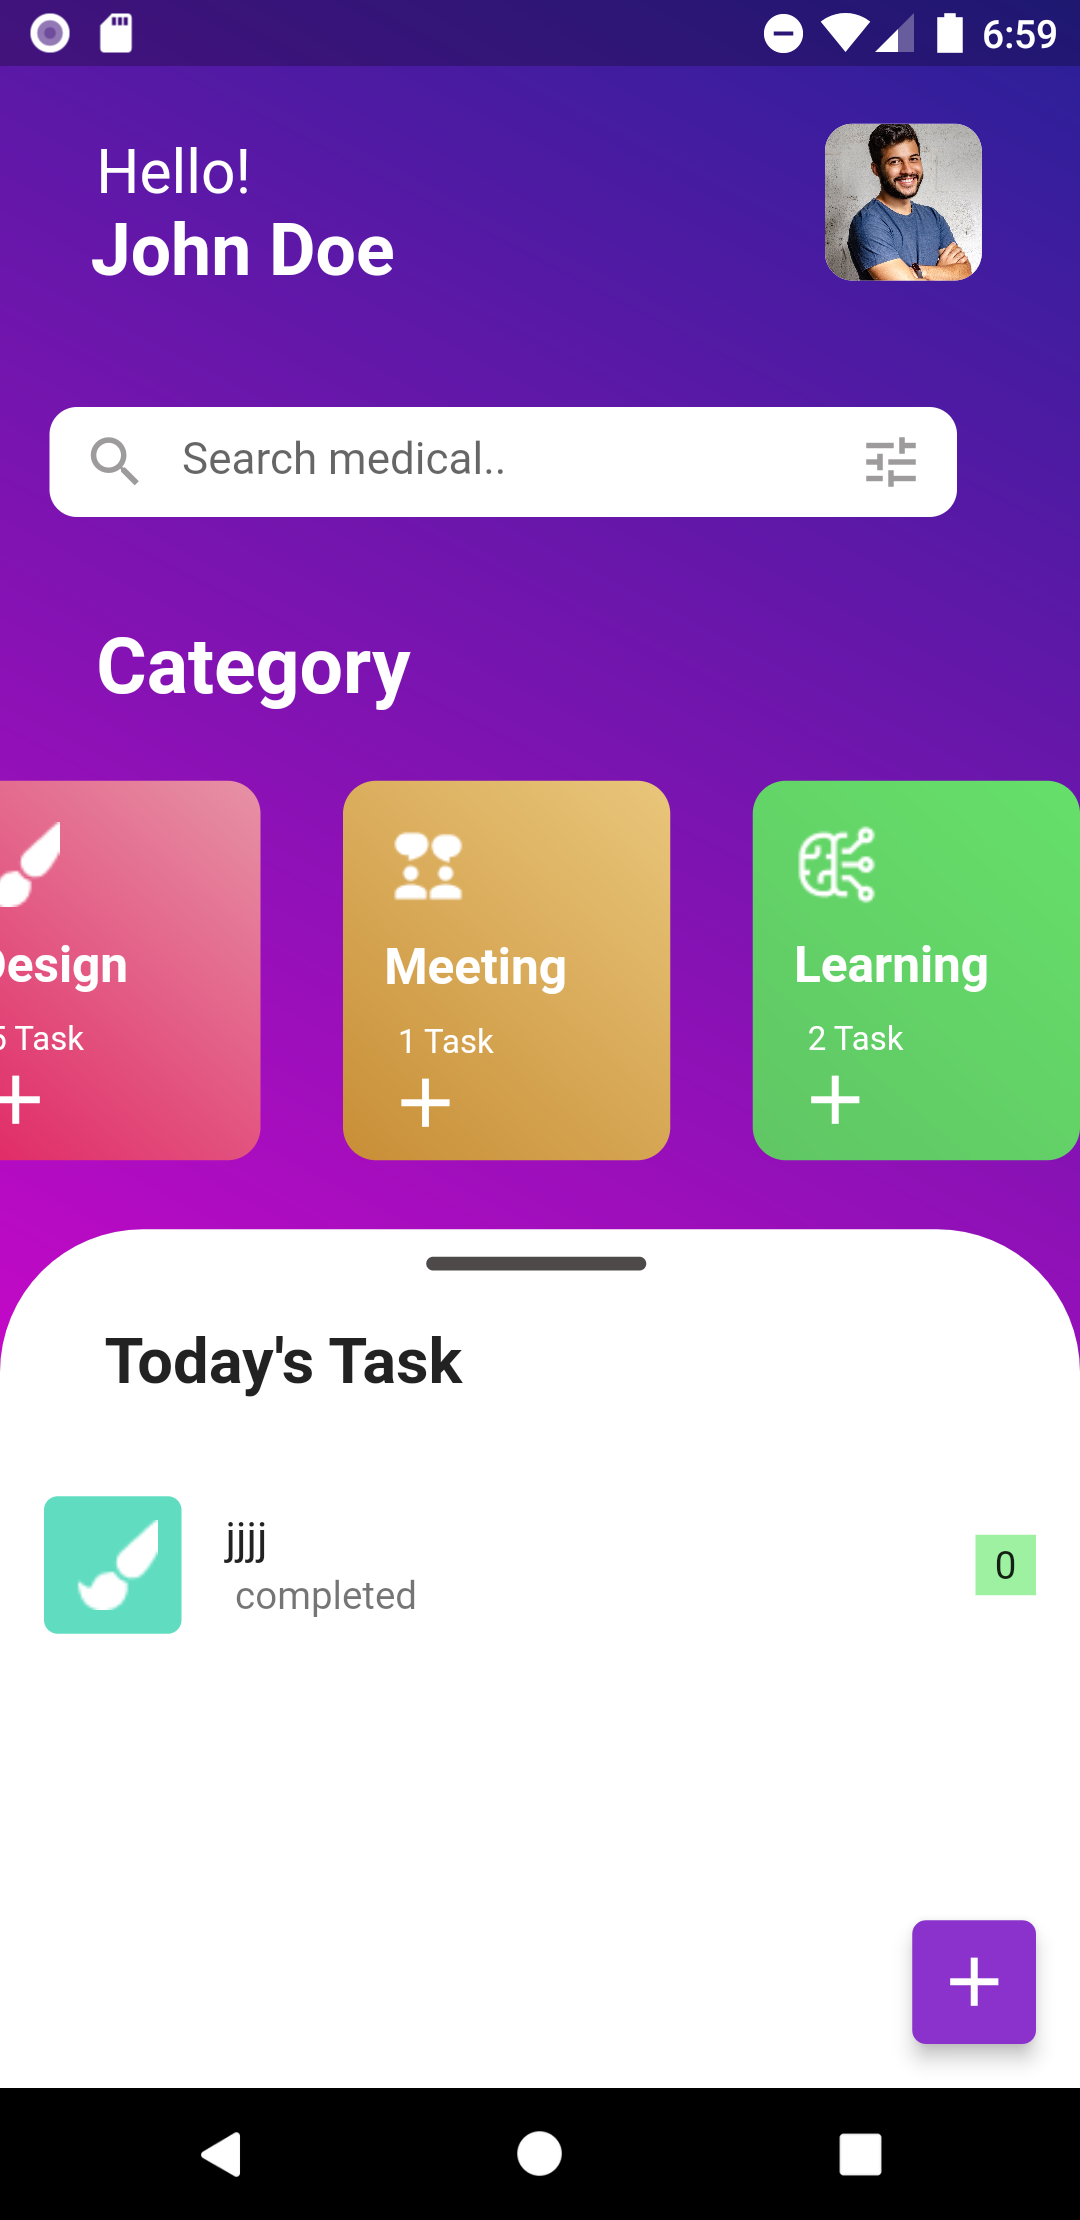 6:59
Hello!
John Doe
Search medical..
Category
Design
Meeting
Learning
5 Task
1 Task
2 Task
Today's Task
jjjj
completed
0